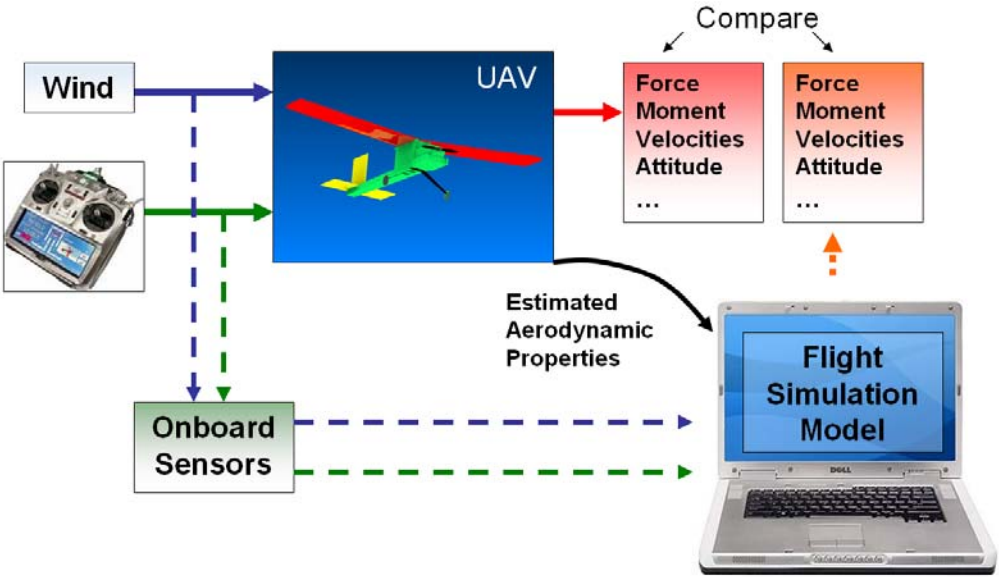 Compare
Wind
UAV
Force
Moment
Velocities
Attitude
...
Force
Moment
Velocities
Attitude
...
Estimated
Aerodynamic
Properties
Flight
Simulation
Model
Onboard
Sensors
DELL